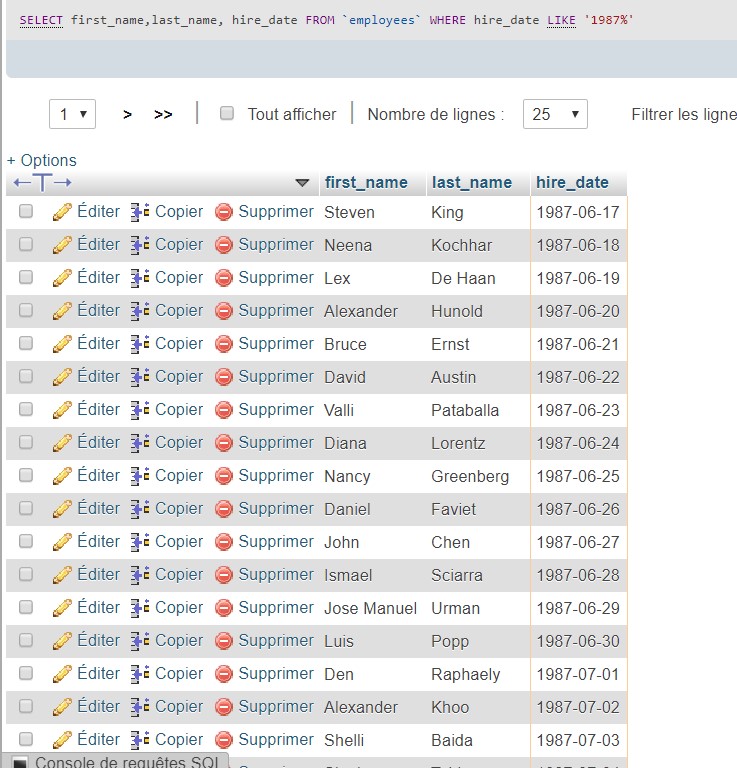 SELECT first_name,last_name, hire_date FROM `employees` WHERE hire_date LIKE '1987%'
1 > >> Tout afficher Nombre de lignes : 25 Filtrer les ligne
+ Options
first_name last_name hire_date
Éditer Copier Supprimer Steven King 1987-06-17
Éditer Copier Supprimer Neena Kochhar 1987-06-18
Éditer Copier Supprimer Lex De Haan 1987-06-19
Éditer Copier Supprimer Alexander Hunold 1987-06-20
Éditer Copier Supprimer Bruce Ernst 1987-06-21
Éditer Copier Supprimer David Austin 1987-06-22
Éditer Copier Supprimer Valli Pataballa 1987-06-23
Éditer Copier Supprimer Diana Lorentz 1987-06-24
Éditer Copier Supprimer Nancy Greenberg 1987-06-25
Éditer Copier Supprimer Daniel Faviet 1987-06-26
Éditer Copier Supprimer John Chen 1987-06-27
Éditer Copier Supprimer Ismael Sciarra 1987-06-28
Éditer Copier Supprimer Jose Manuel Urman 1987-06-29
Éditer Copier Supprimer Luis Popp 1987-06-30
Éditer Copier Supprimer Den Raphaely 1987-07-01
Éditer Copier Supprimer Alexander Khoo 1987-07-02
Éditer Copier Supprimer Shelli Baida 1987-07-03
Console de requêtes SQL